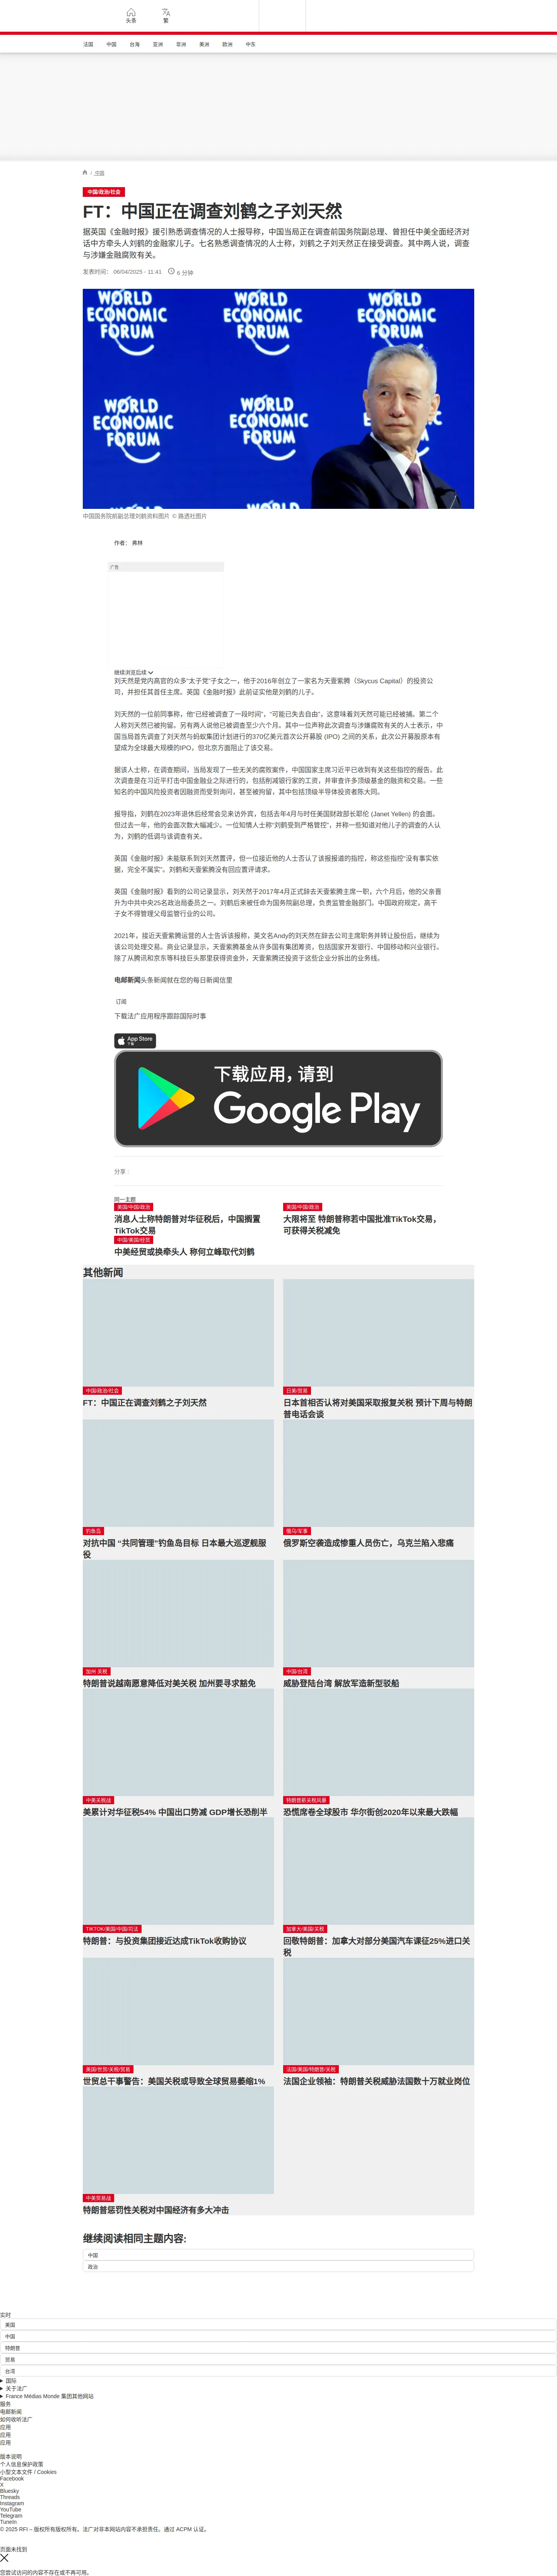 头条
繁
法国
中国
台海
亚洲
非洲
美洲
欧洲
中东
/ 中国
中国/政治/社会
FT：中国正在调查刘鹤之子刘天然
据英国《金融时报》援引熟悉调查情况的人士报导称，中国当局正在调查前国务院副总理、曾担任中美全面经济对
话中方牵头人刘鹤的金融家儿子。七名熟悉调查情况的人士称，刘鹤之子刘天然正在接受调查。其中两人说，调查
与涉嫌金融腐败有关。
发表时间： 06/04/2025 - 11:41
6 分钟
WORLD ECONOMIC FORUM
WORLD ECONOMIC FORUM
WORLD ECONOMIC FORUM
WORLD ECONOMIC FORUM
WORLD ECONOMIC FORUM
中国国务院前副总理刘鹤资料图片 © 路透社图片
作者： 弗林
广告
继续浏览后续
刘天然是党内高官的众多“太子党”子女之一，他于2016年创立了一家名为天壹紫腾（Skycus Capital）的投资公
司，并担任其首任主席。英国《金融时报》此前证实他是刘鹤的儿子。
刘天然的一位前同事称，他“已经被调查了一段时间”，“可能已失去自由”，这意味着刘天然可能已经被捕。第二个
人称刘天然已被拘留。另有两人说他已被调查至少六个月。其中一位声称此次调查与涉嫌腐败有关的人士表示，中
国当局首先调查了刘天然与蚂蚁集团计划进行的370亿美元首次公开募股 (IPO) 之间的关系，此次公开募股原本有
望成为全球最大规模的IPO，但北京方面阻止了该交易。
据该人士称，在调查期间，当局发现了一些无关的腐败案件，中国国家主席习近平已收到有关这些指控的报告。此
次调查是在习近平打击中国金融业之际进行的，包括削减银行家的工资，并审查许多顶级基金的融资和交易。一些
知名的中国风险投资者因融资而受到询问，甚至被拘留，其中包括顶级半导体投资者陈大同。
报导指，刘鹤在2023年退休后经常会见来访外宾，包括去年4月与时任美国财政部长耶伦 (Janet Yellen) 的会面。
但过去一年，他的会面次数大幅减少。一位知情人士称“刘鹤受到严格管控”，并称一些知道对他儿子的调查的人认
为，刘鹤的低调与该调查有关。
英国《金融时报》未能联系到刘天然置评，但一位接近他的人士否认了该报报道的指控，称这些指控“没有事实依
据，完全不属实”。刘鹤和天壹紫腾没有回应置评请求。
英国《金融时报》看到的公司记录显示，刘天然于2017年4月正式辞去天壹紫腾主席一职，六个月后，他的父亲晋
升为中共中央25名政治局委员之一。刘鹤后来被任命为国务院副总理，负责监管金融部门。中国政府规定，高干
子女不得管理父母监管行业的公司。
2021年，接近天壹紫腾运营的人士告诉该报称，英文名Andy的刘天然在辞去公司主席职务并转让股份后，继续为
该公司处理交易。商业记录显示，天壹紫腾基金从许多国有集团筹资，包括国家开发银行、中国移动和兴业银行。
除了从腾讯和京东等科技巨头那里获得资金外，天壹紫腾还投资于这些企业分拆出的业务线。
电邮新闻头条新闻就在您的每日新闻信里
订阅
下载法广应用程序跟踪国际时事
App Store
下载
下载应用，请到
Google Play
分享 :
同一主题
美国/中国/政治
消息人士称特朗普对华征税后，中国搁置
TikTok交易
美国/中国/政治
大限将至 特朗普称若中国批准TikTok交易，
可获得关税减免
中国/美国/经贸
中美经贸或换牵头人 称何立峰取代刘鹤
其他新闻
中国/政治/社会
FT：中国正在调查刘鹤之子刘天然
日美/贸易
日本首相否认将对美国采取报复关税 预计下周与特朗
普电话会谈
钓鱼岛
对抗中国 “共同管理”钓鱼岛目标 日本最大巡逻舰服
役
俄乌/军事
俄罗斯空袭造成惨重人员伤亡，乌克兰陷入悲痛
加州 关税
特朗普说越南愿意降低对美关税 加州要寻求豁免
中国/台湾
威胁登陆台湾 解放军造新型驳船
中美关税战
美累计对华征税54% 中国出口势减 GDP增长恐削半
特朗普新关税风暴
恐慌席卷全球股市 华尔街创2020年以来最大跌幅
TIKTOK/美国/中国/司法
特朗普：与投资集团接近达成TikTok收购协议
加拿大/美国/关税
回敬特朗普：加拿大对部分美国汽车课征25%进口关
税
美国/世贸/关税/贸易
世贸总干事警告：美国关税或导致全球贸易萎缩1%
法国/美国/特朗普/关税
法国企业领袖：特朗普关税威胁法国数十万就业岗位
中美贸易战
特朗普惩罚性关税对中国经济有多大冲击
继续阅读相同主题内容:
中国
政治
实时
美国
中国
特朗普
贸易
台湾
国际
关于法广
France Médias Monde 集团其他网站
服务
电邮新闻
如何收听法广
应用
应用
应用
版本说明
个人信息保护政策
小型文本文件 / Cookies
Facebook
X
Bluesky
Threads
Instagram
YouTube
Telegram
TuneIn
© 2025 RFI – 版权所有版权所有。法广对非本网站内容不承担责任。通过 ACPM 认证。
页面未找到
您尝试访问的内容不存在或不再可用。